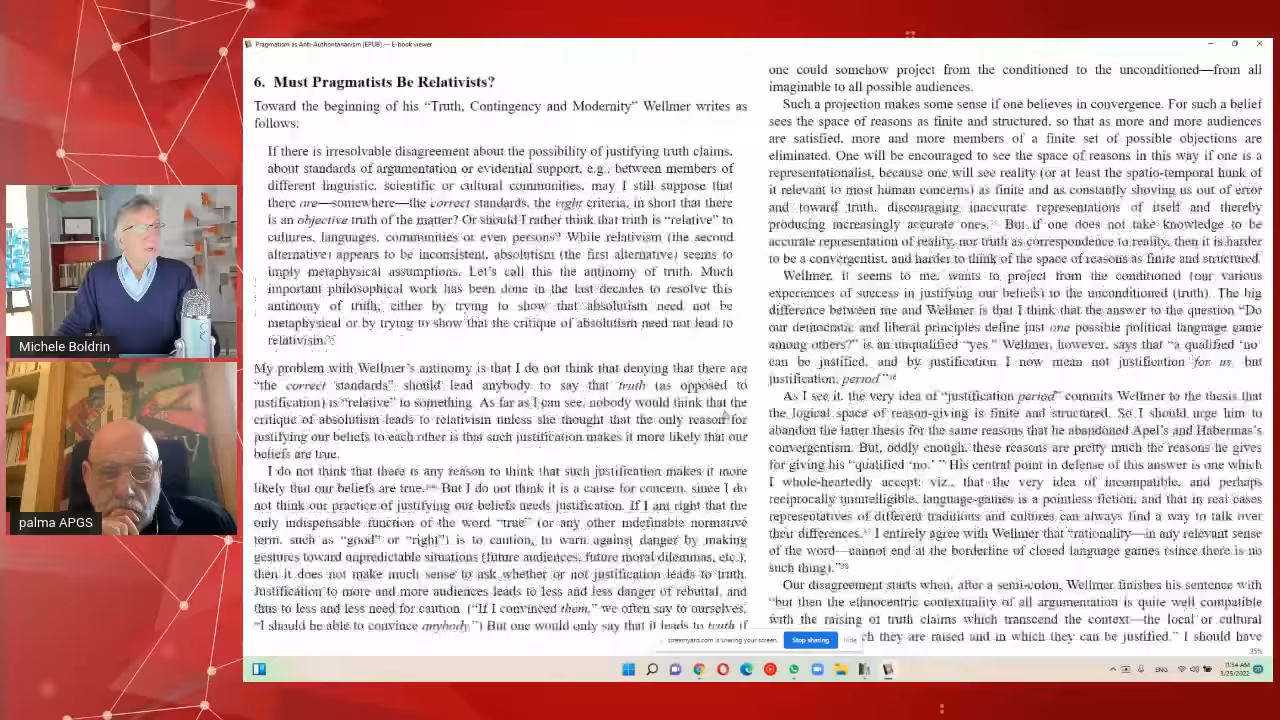 Pragmatism as Anti-Authoritarianism [EPUB] — E-book viewer
6. Must Pragmatists Be Relativists?
Toward the beginning of his “Truth, Contingency and Modernity” Wellmer writes as
follows:
If there is irresolvable disagreement about the possibility of justifying truth claims,
about standards of argumentation or evidential support, e.g., between members of
different linguistic, scientific or cultural communities, may I still suppose that
there are—somewhere—the correct standards, the right criteria, in short that there
is an objective truth of the matter? Or should I rather think that truth is “relative” to
cultures, languages, communities or even persons? While relativism (the second
alternative) appears to be inconsistent, absolutism (the first alternative) seems to
imply metaphysical assumptions. Let’s call this the antinomy of truth. Much
important philosophical work has been done in the last decades to resolve this
antinomy of truth, either by trying to show that absolutism need not be
metaphysical or by trying to show that the critique of absolutism need not lead to
relativism.
My problem with Wellmer’s antinomy is that I do not think that denying that there are
“the correct standards” should lead anybody to say that truth (as opposed to
justification) is “relative” to something. As far as I can see, nobody would think that the
critique of absolutism leads to relativism unless she thought that the only reason for
justifying our beliefs to each other is that such justification makes it more likely that our
beliefs are true.
I do not think that there is any reason to think that such justification makes it more
likely that our beliefs are true. But I do not think it is a cause for concern, since I do
not think our practice of justifying our beliefs needs justification. If I am right that the
only indispensable function of the word “true” (or any other indefinable normative
term, such as “good” or “right”) is to caution, to warn against danger by making
gestures toward unpredictable situations (future audiences, future moral dilemmas, etc.),
then it does not make much sense to ask whether or not justification leads to truth.
Justification to more and more audiences leads to less and less danger of rebuttal, and
thus to less and less need for caution (“If I convinced them,” we often say to ourselves,
“I should be able to convince anybody.”) But one would only say that it leads to truth if
one could somehow project from the conditioned to the unconditioned—from all
imaginable to all possible audiences.
Such a projection makes some sense if one believes in convergence. For such a belief
sees the space of reasons as finite and structured, so that as more and more audiences
are satisfied, more and more members of a finite set of possible objections are
eliminated. One will be encouraged to see the space of reasons in this way if one is a
representationalist, because one will see reality (or at least the spatio-temporal hunk of
it relevant to most human concerns) as finite and as constantly shoving us out of error
and toward truth, discouraging inaccurate representations of itself and thereby
producing increasingly accurate ones. But if one does not take knowledge to be
accurate representation of reality, nor truth as correspondence to reality, then it is harder
to be a convergentist, and harder to think of the space of reasons as finite and structured.
Wellmer, it seems to me, wants to project from the conditioned (our various
experiences of success in justifying our beliefs) to the unconditioned (truth). The big
difference between me and Wellmer is that I think that the answer to the question “Do
our democratic and liberal principles define just one possible political language game
among others?” is an unqualified “yes.” Wellmer, however, says that “a qualified ‘no’
can be justified, and by justification I now mean not justification for us, but
justification, period.”
As I see it, the very idea of “justification period” commits Wellmer to the thesis that
the logical space of reason-giving is finite and structured. So I should urge him to
abandon the latter thesis for the same reasons that he abandoned Apel’s and Habermas’s
convergentism. But, oddly enough, these reasons are pretty much the reasons he gives
for giving his “qualified ‘no.’ ” His central point in defense of this answer is one which
I whole-heartedly accept: viz., that the very idea of incompatible, and perhaps
reciprocally unintelligible, language-games is a pointless fiction, and that in real cases
representatives of different traditions and cultures can always find a way to talk over
their differences. I entirely agree with Wellmer that “rationality—in any relevant sense
of the word—cannot end at the borderline of closed language games (since there is no
such thing).”
Our disagreement starts when, after a semi-colon, Wellmer finishes his sentence with
“but then the ethnocentric contextuality of all argumentation is quite well compatible
with the raising of truth claims which transcend the context—the local or cultural
ch they are raised and in which they can be justified.” I should have
35%
streamyard.com is sharing your screen.
Stop sharing
Hide
ENG
11:34 AM
Michele Boldrin
palma APGS